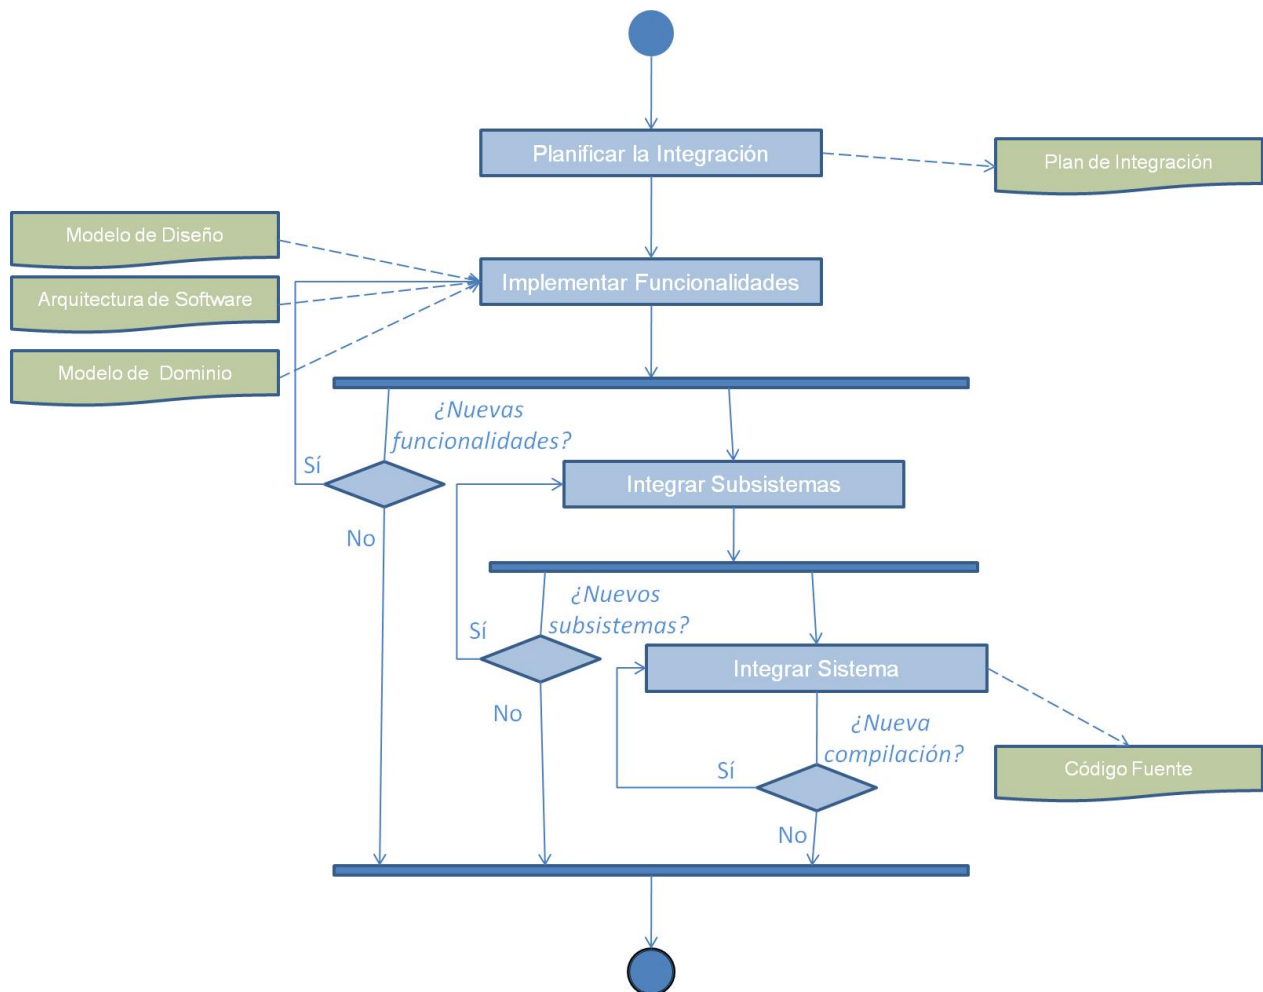 Planificar la Integración
Plan de Integración
Modelo de Diseño
Implementar Funcionalidades
Arquitectura de Software
Modelo de Dominio
¿Nuevas
funcionalidades?
Sí
Integrar Subsistemas
No
¿Nuevos
subsistemas?
Sí
Integrar Sistema
No
¿Nueva
compilación?
Sí
Código Fuente
No